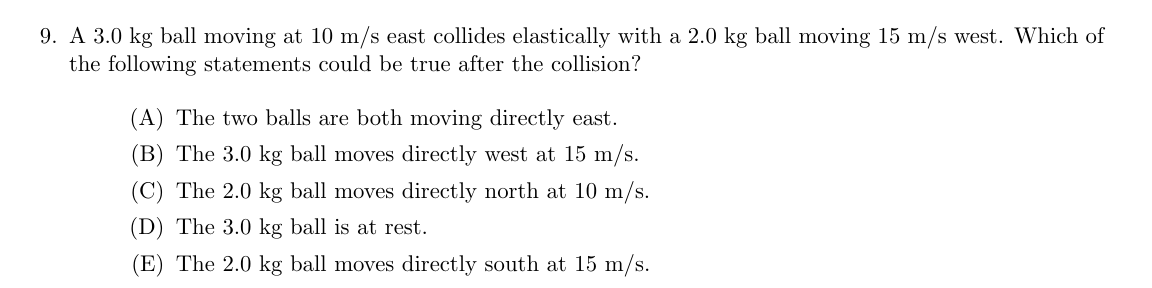 9. A 3.0 kg ball moving at 10 m/s east collides elastically with a 2.0 kg ball moving 15 m/s west. Which of
the following statements could be true after the collision?
(A) The two balls are both moving directly east.
(B) The 3.0 kg ball moves directly west at 15 m/s.
(C) The 2.0 kg ball moves directly north at 10 m/s.
(D) The 3.0 kg ball is at rest.
(E) The 2.0 kg ball moves directly south at 15 m/s.